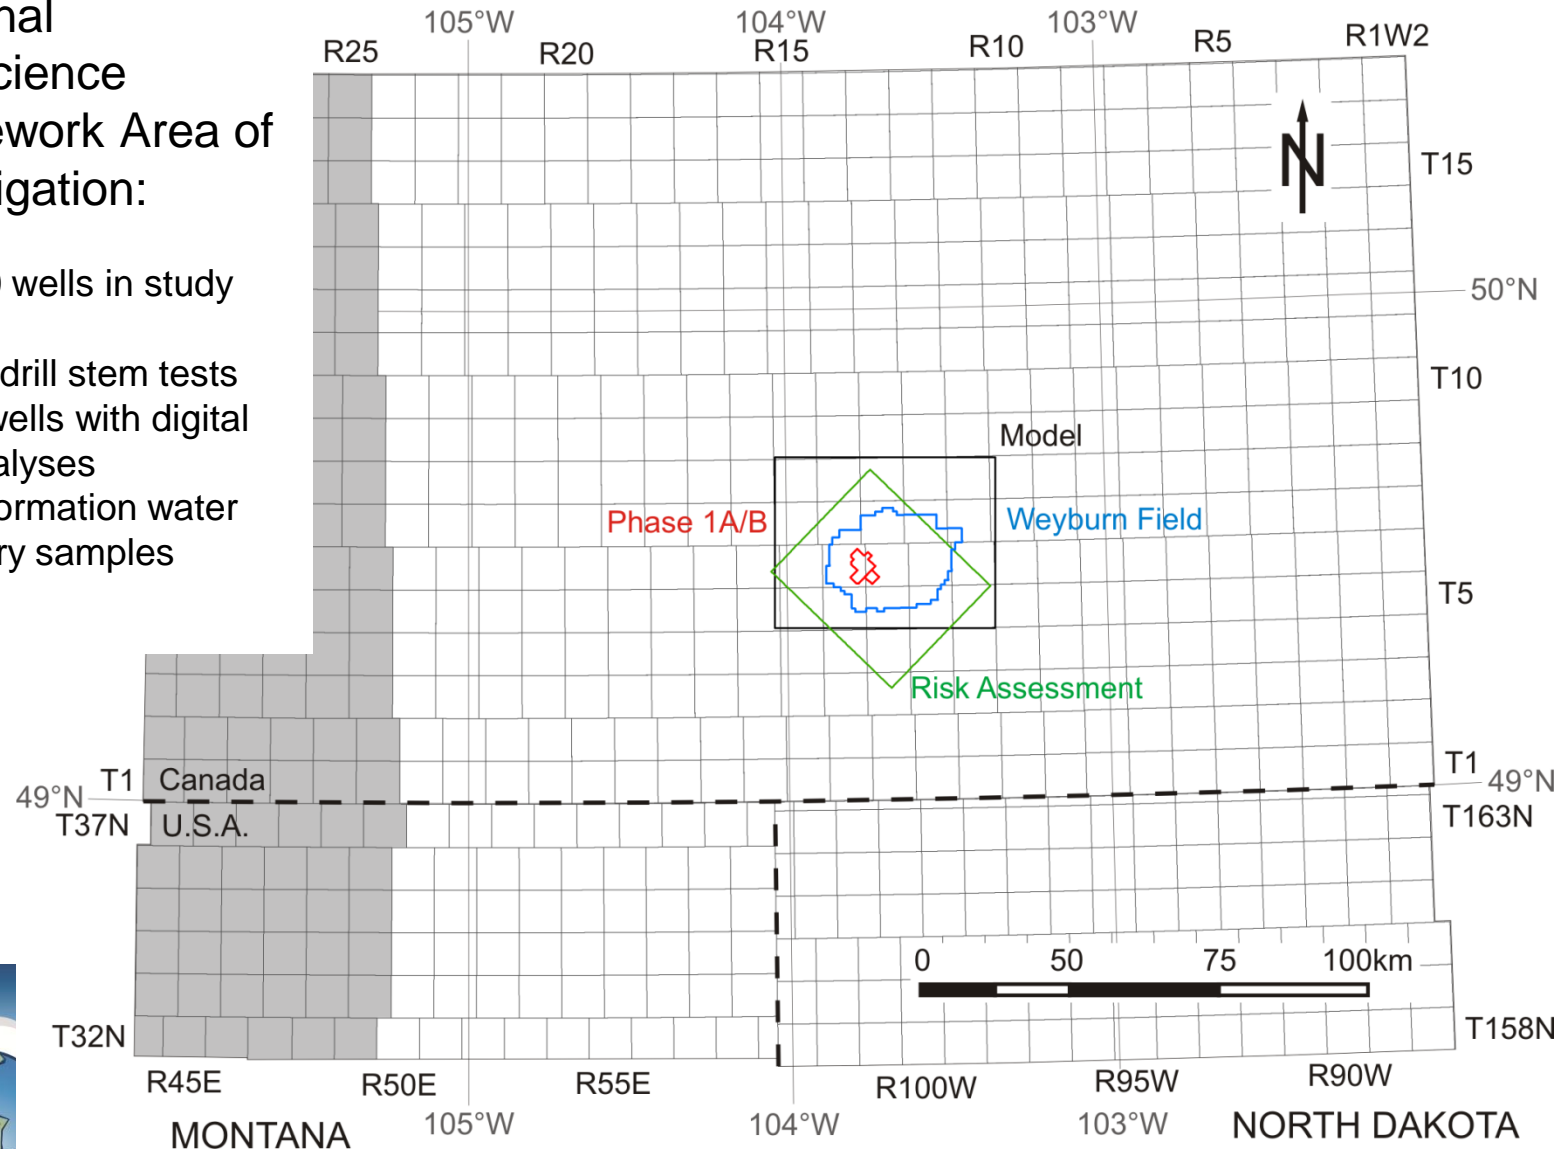 nal
cience
ework Area of
igation:
wells in study
drill stem tests
wells with digital
alyses
ormation water
ry samples
105°W 104°W 103°W
R25 R20 R15 R10 R5 R1W2
N
T15
50°N
T10
Model
Phase 1A/B
Weyburn Field
T5
Risk Assessment
T1 Canada T1
49°N 49°N
T37N U.S.A. T163N
0 50 75 100km
T32N T158N
R45E R50E R55E R100W R95W R90W
MONTANA 105°W 104°W 103°W NORTH DAKOTA